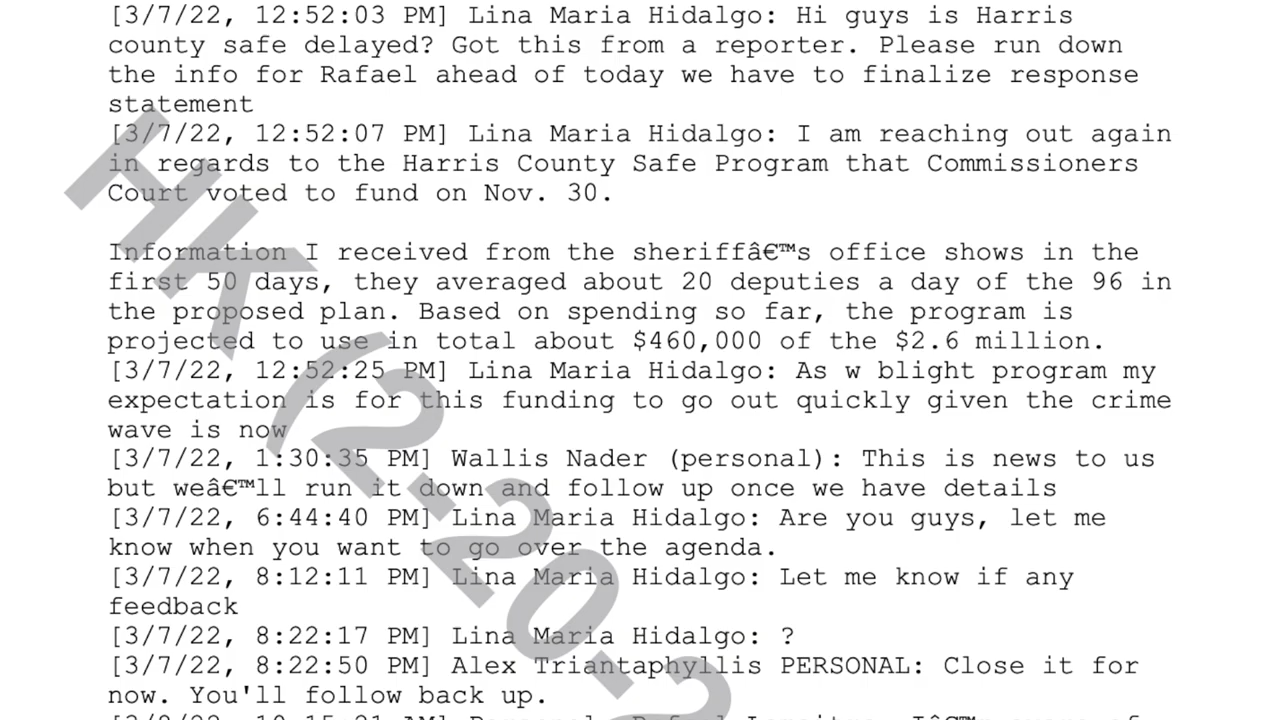 [3/7/22, 12:52:03 PM] Lina Maria Hidalgo: Hi guys is Harris
county safe delayed? Got this from a reporter. Please run down
the info for Rafael ahead of today we have to finalize response
statement
[3/7/22, 12:52:07 PM] Lina Maria Hidalgo: I am reaching out again
in regards to the Harris County Safe Program that Commissioners
Court voted to fund on Nov. 30.

Information I received from the sheriffâ€™s office shows in the
first 50 days, they averaged about 20 deputies a day of the 96 in
the proposed plan. Based on spending so far, the program is
projected to use in total about $460,000 of the $2.6 million.
[3/7/22, 12:52:25 PM] Lina Maria Hidalgo: As w blight program my
expectation is for this funding to go out quickly given the crime
wave is now
[3/7/22, 1:30:35 PM] Wallis Nader (personal): This is news to us
but weâ€™ll run it down and follow up once we have details
[3/7/22, 6:44:40 PM] Lina Maria Hidalgo: Are you guys, let me
know when you want to go over the agenda.
[3/7/22, 8:12:11 PM] Lina Maria Hidalgo: Let me know if any
feedback
[3/7/22, 8:22:17 PM] Lina Maria Hidalgo: ?
[3/7/22, 8:22:50 PM] Alex Triantaphyllis PERSONAL: Close it for
now. You'll follow back up.
HK (2-20-2